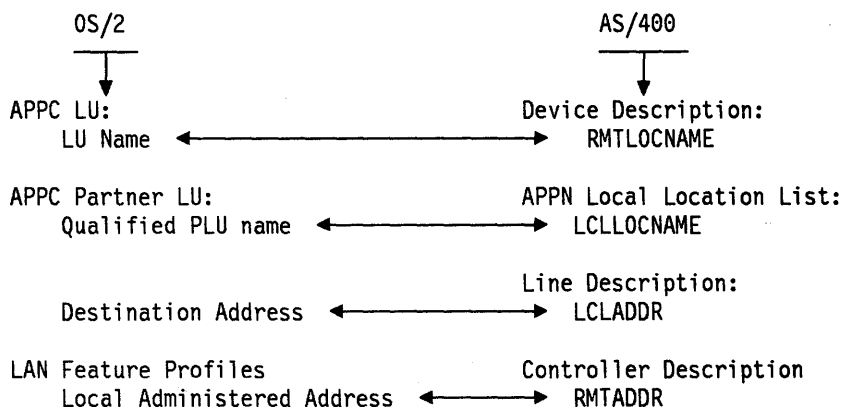 OS/2 AS/400
APPC LU: Device Description:
LU Name RMTLOCNAME
APPC Partner LU: APPN Local Location List:
Qualified PLU name LCLLOCNAME
Line Description:
Destination Address LCLADDR
LAN Feature Profiles Controller Description
Local Administered Address RMTADDR